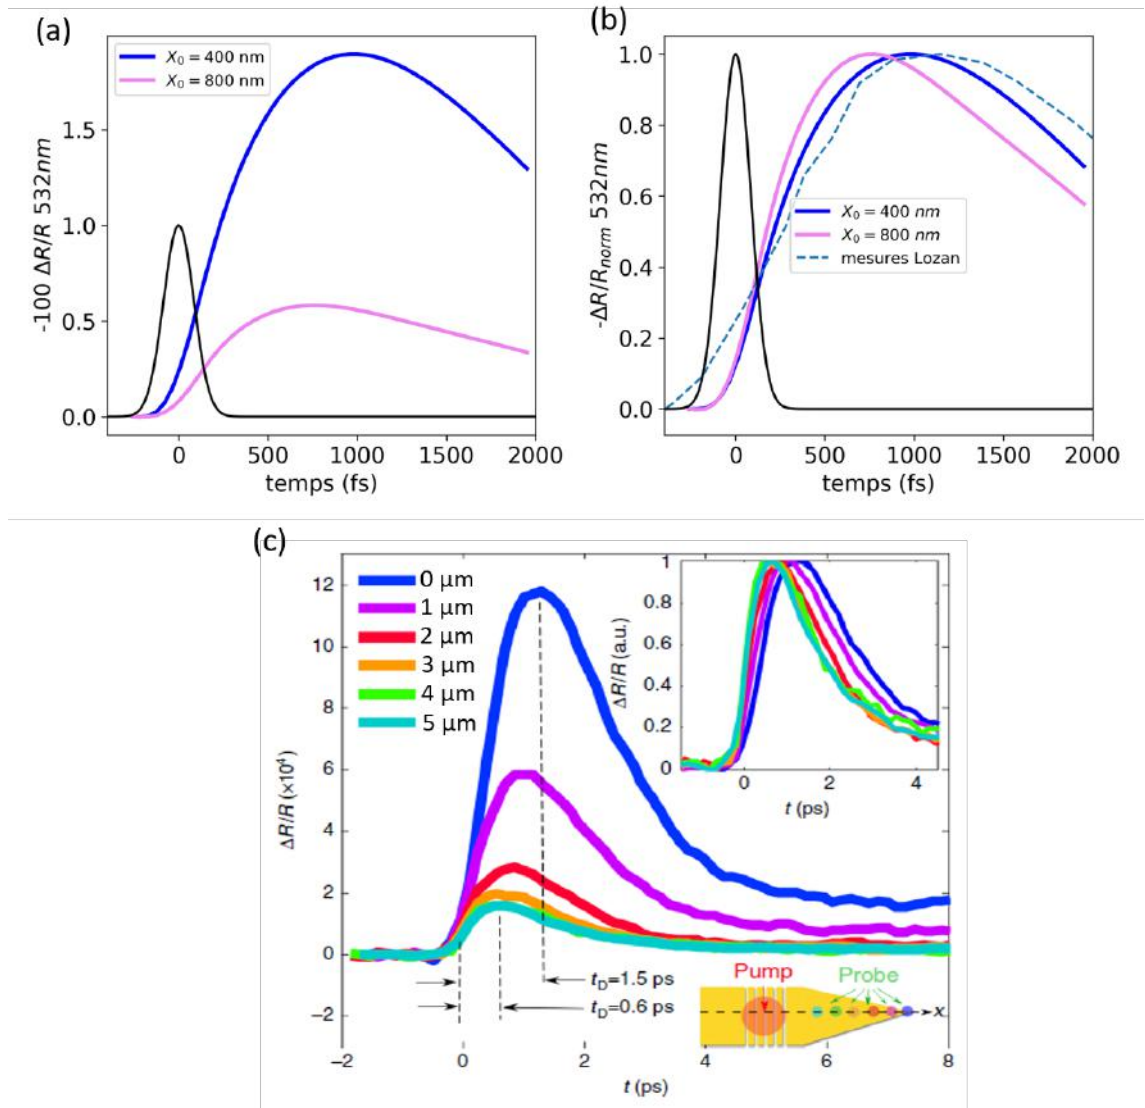 (a)
X₀ = 400 nm
X₀ = 800 nm
-100 ΔR/R 532nm
1.5
1.0
0.5
0.0
0 500 1000 1500 2000
temps (fs)
(b)
-ΔR/R_norm 532nm
1.0
0.8
0.6
0.4
0.2
0.0
X₀ = 400 nm
X₀ = 800 nm
mesures Lozan
0 500 1000 1500 2000
temps (fs)
(c)
0 µm
1 µm
2 µm
3 µm
4 µm
5 µm
ΔR/R (×10⁴)
12
10
8
6
4
2
0
−2
ΔR/R (a.u.)
1
0.8
0.6
0.4
0.2
0
0 2 4
t (ps)
t_D=1.5 ps
t_D=0.6 ps
Pump
Probe
x
−2 0 2 4 6 8
t (ps)